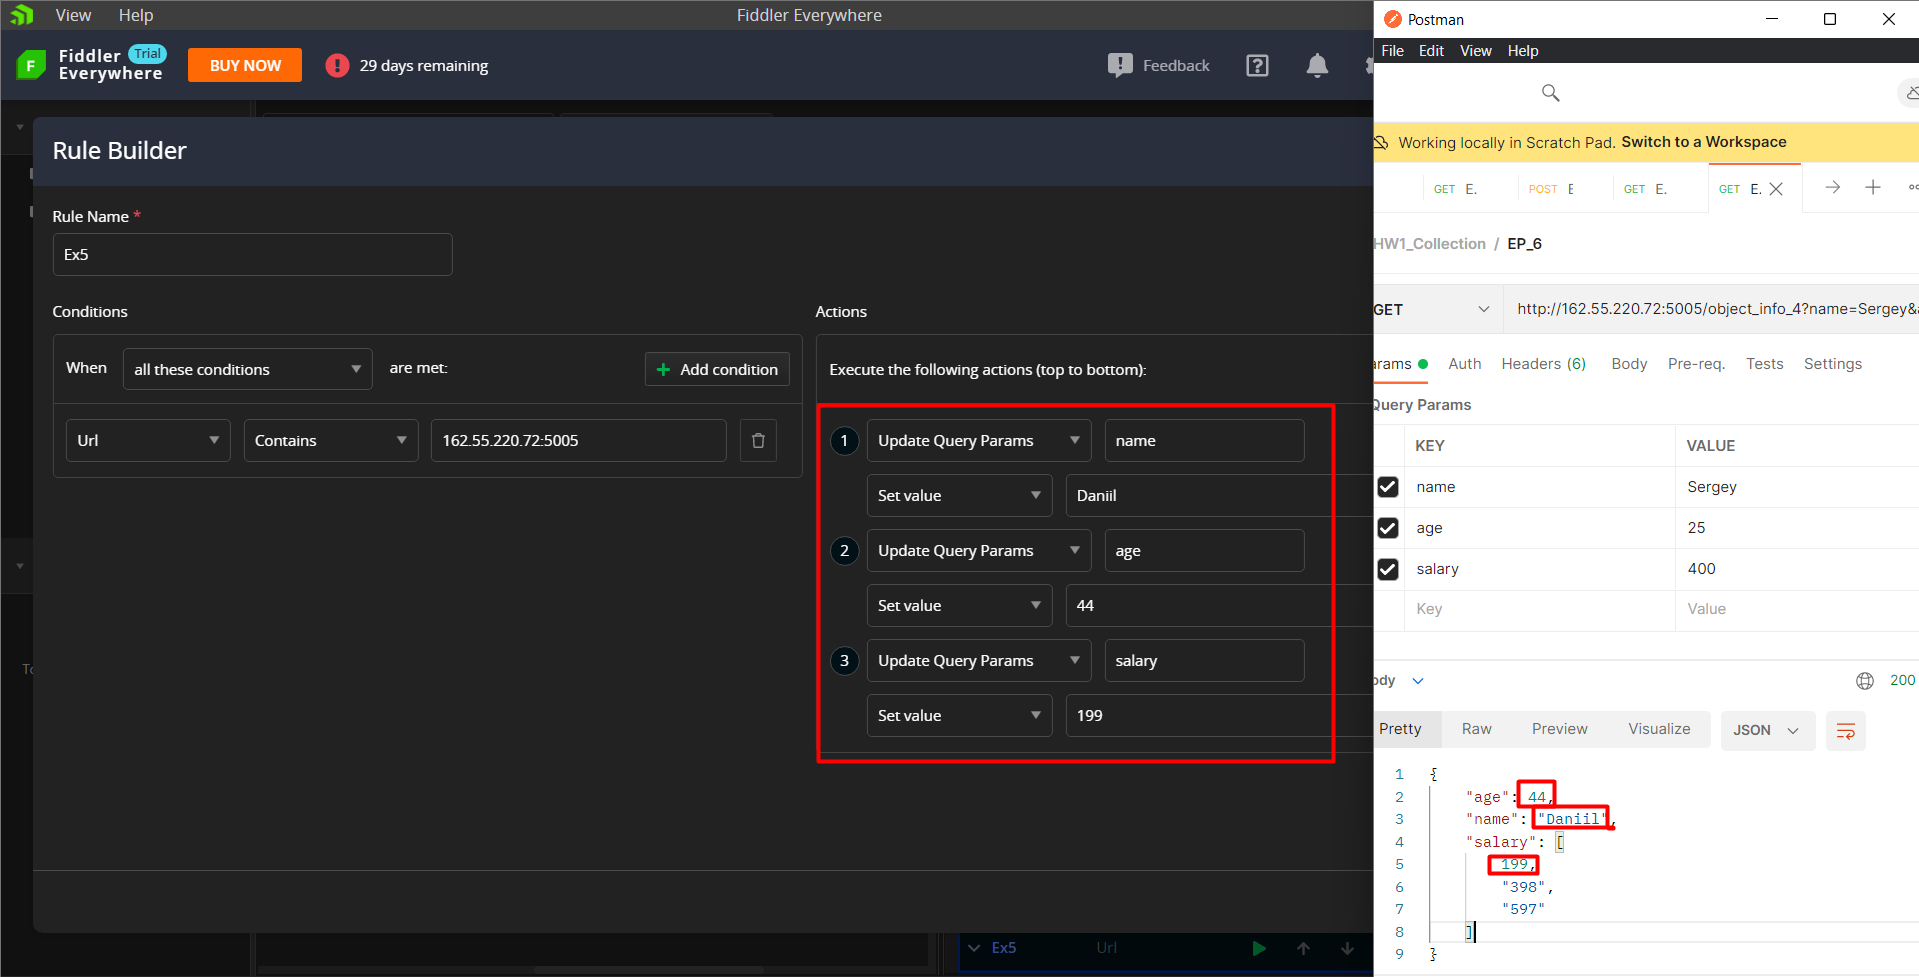 View Help Fiddler Everywhere
Fiddler Everywhere Trial BUY NOW 29 days remaining Feedback
Rule Builder
Rule Name *
Ex5
Conditions
When all these conditions are met: Add condition
Url Contains 162.55.220.72:5005
Actions
Execute the following actions (top to bottom):
1 Update Query Params name
Set value Daniil
2 Update Query Params age
Set value 44
3 Update Query Params salary
Set value 199
Ex5 Url
Postman
File Edit View Help
Working locally in Scratch Pad. Switch to a Workspace
GET E. POST E GET E. GET E.
HW1_Collection / EP_6
GET http://162.55.220.72:5005/object_info_4?name=Sergey&
arams Auth Headers (6) Body Pre-req. Tests Settings
Query Params
KEY VALUE
name Sergey
age 25
salary 400
Key Value
ody 200
Pretty Raw Preview Visualize JSON
1 {
2 "age": 44,
3 "name": "Daniil",
4 "salary": [
5 199,
6 "398",
7 "597"
8 ]
9 }